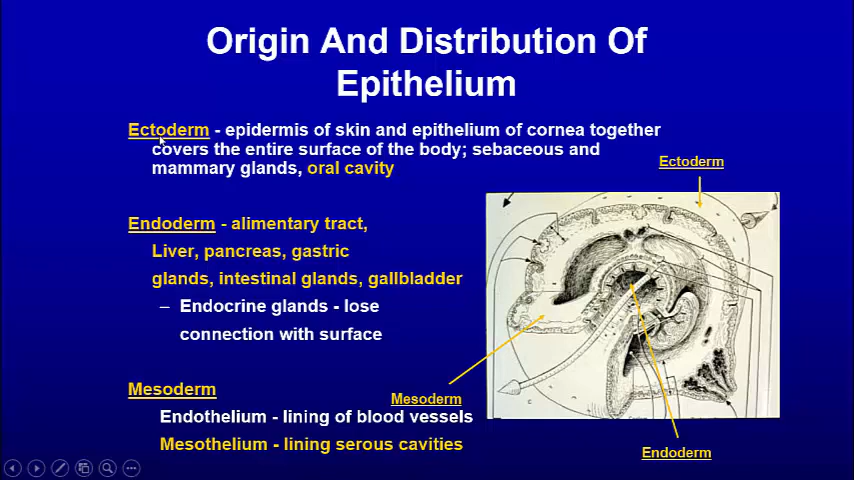 Origin And Distribution Of
Epithelium
Ectoderm - epidermis of skin and epithelium of cornea together
covers the entire surface of the body; sebaceous and
mammary glands, oral cavity
Ectoderm
Endoderm - alimentary tract,
Liver, pancreas, gastric
glands, intestinal glands, gallbladder
– Endocrine glands - lose
connection with surface
Mesoderm
Mesoderm
Endothelium - lining of blood vessels
Mesothelium - lining serous cavities
Endoderm
C